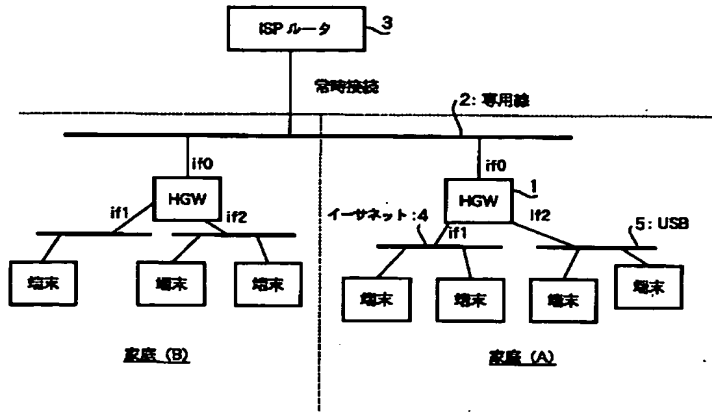 ISP ルータ
3
常時接続
2: 専用線
if0
if0
HGW
HGW
1
if1
if2
イーサネット:4
if1
If2
5: USB
端末
端末
端末
端末
端末
端末
端末
家庭 (B)
家庭 (A)